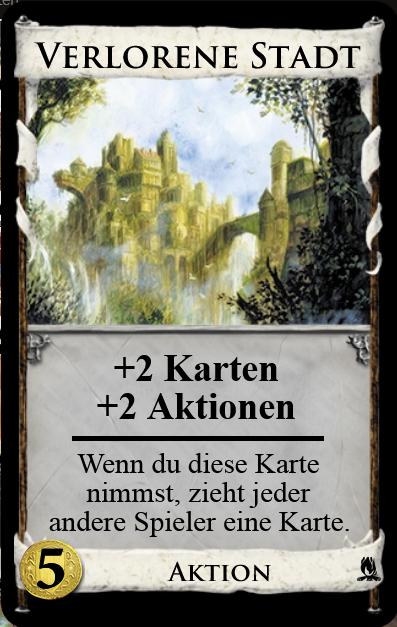 VERLORENE STADT
+2 Karten
+2 Aktionen
Wenn du diese Karte
nimmst, zieht jeder
andere Spieler eine Karte.
5
AKTION